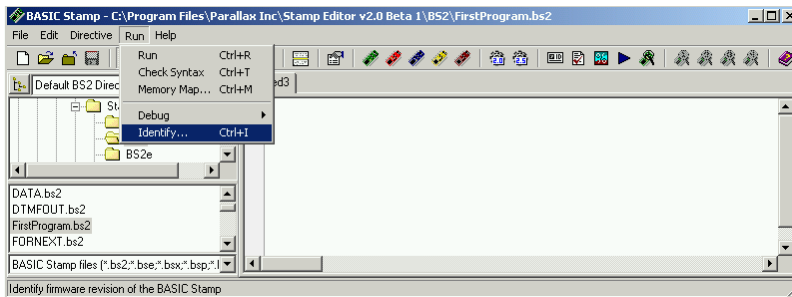 BASIC Stamp - C:\Program Files\Parallax Inc\Stamp Editor v2.0 Beta 1\BS2\FirstProgram.bs2
File Edit Directive Run Help
Run Ctrl+R
Check Syntax Ctrl+T
Memory Map... Ctrl+M
Debug
Identify... Ctrl+I
Default BS2 Direc
ed3
St
BS2e
DATA.bs2
DTMFOUT.bs2
FirstProgram.bs2
FORNEXT.bs2
BASIC Stamp files (*.bs2;*.bse;*.bsx;*.bsp;*.l
Identify firmware revision of the BASIC Stamp